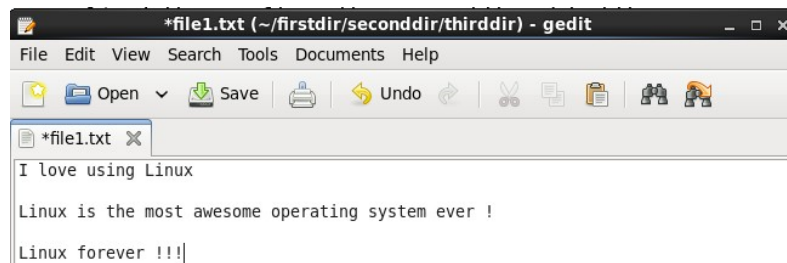 *file1.txt (~/firstdir/seconddir/thirddir) - gedit
File Edit View Search Tools Documents Help
Open Save Undo
*file1.txt
I love using Linux
Linux is the most awesome operating system ever !
Linux forever !!!